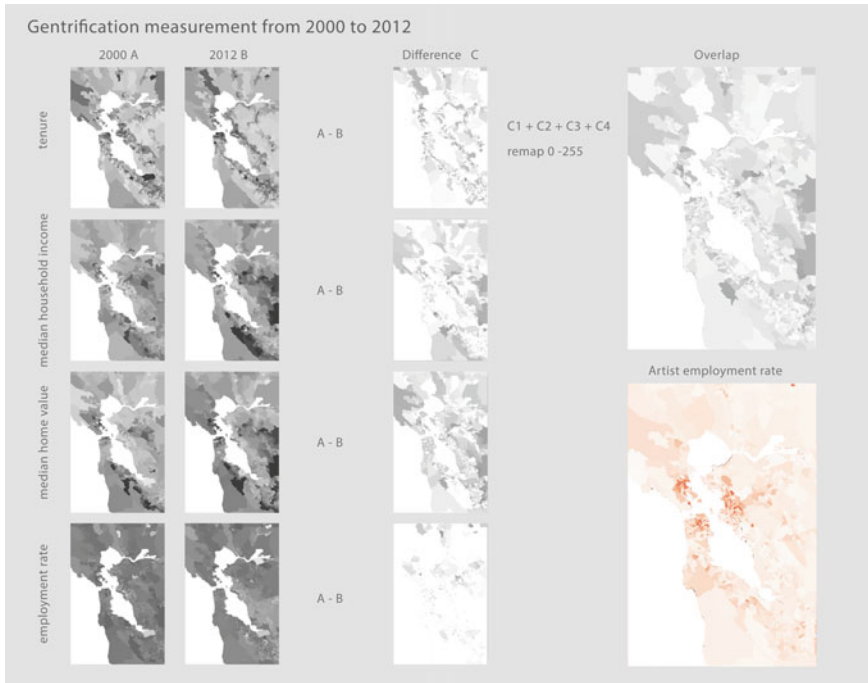 Gentrification measurement from 2000 to 2012
2000 A
2012 B
Difference C
Overlap
tenure
A - B
C1 + C2 + C3 + C4
remap 0 -255
median household income
A - B
Artist employment rate
median home value
A - B
employment rate
A - B